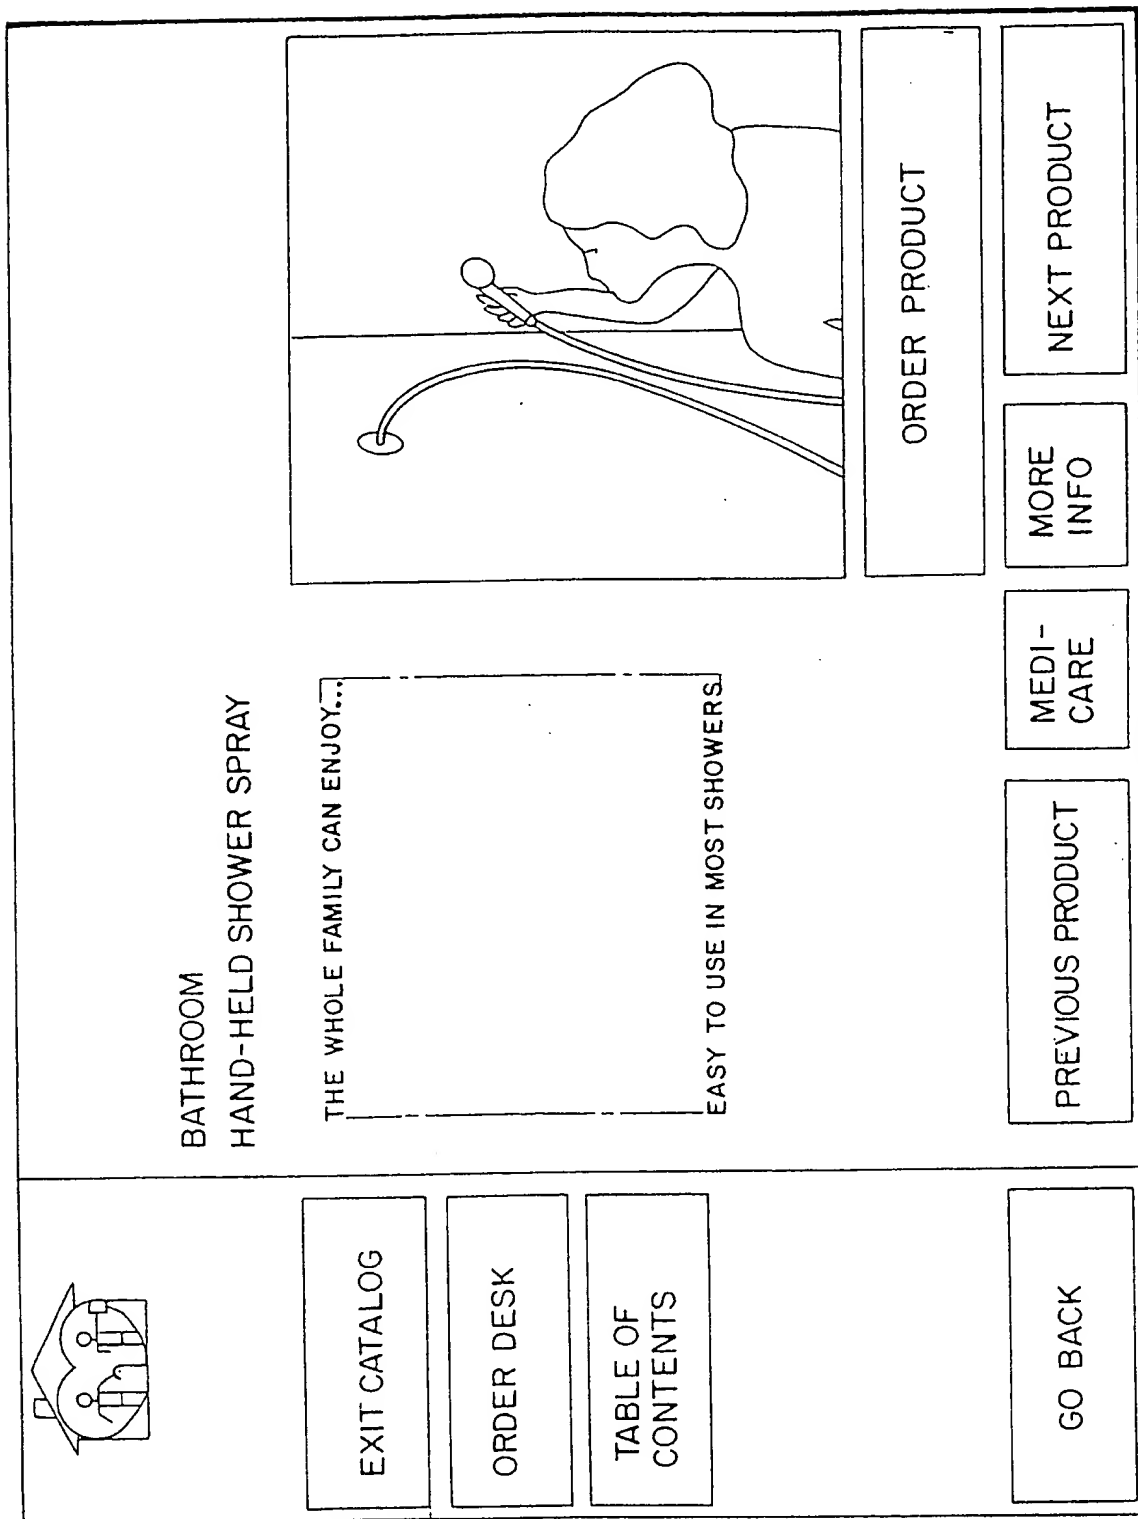 BATHROOM
HAND-HELD SHOWER SPRAY
THE WHOLE FAMILY CAN ENJOY...
EASY TO USE IN MOST SHOWERS
EXIT CATALOG
ORDER DESK
TABLE OF
CONTENTS
GO BACK
ORDER PRODUCT
PREVIOUS PRODUCT
MEDI-
CARE
MORE
INFO
NEXT PRODUCT